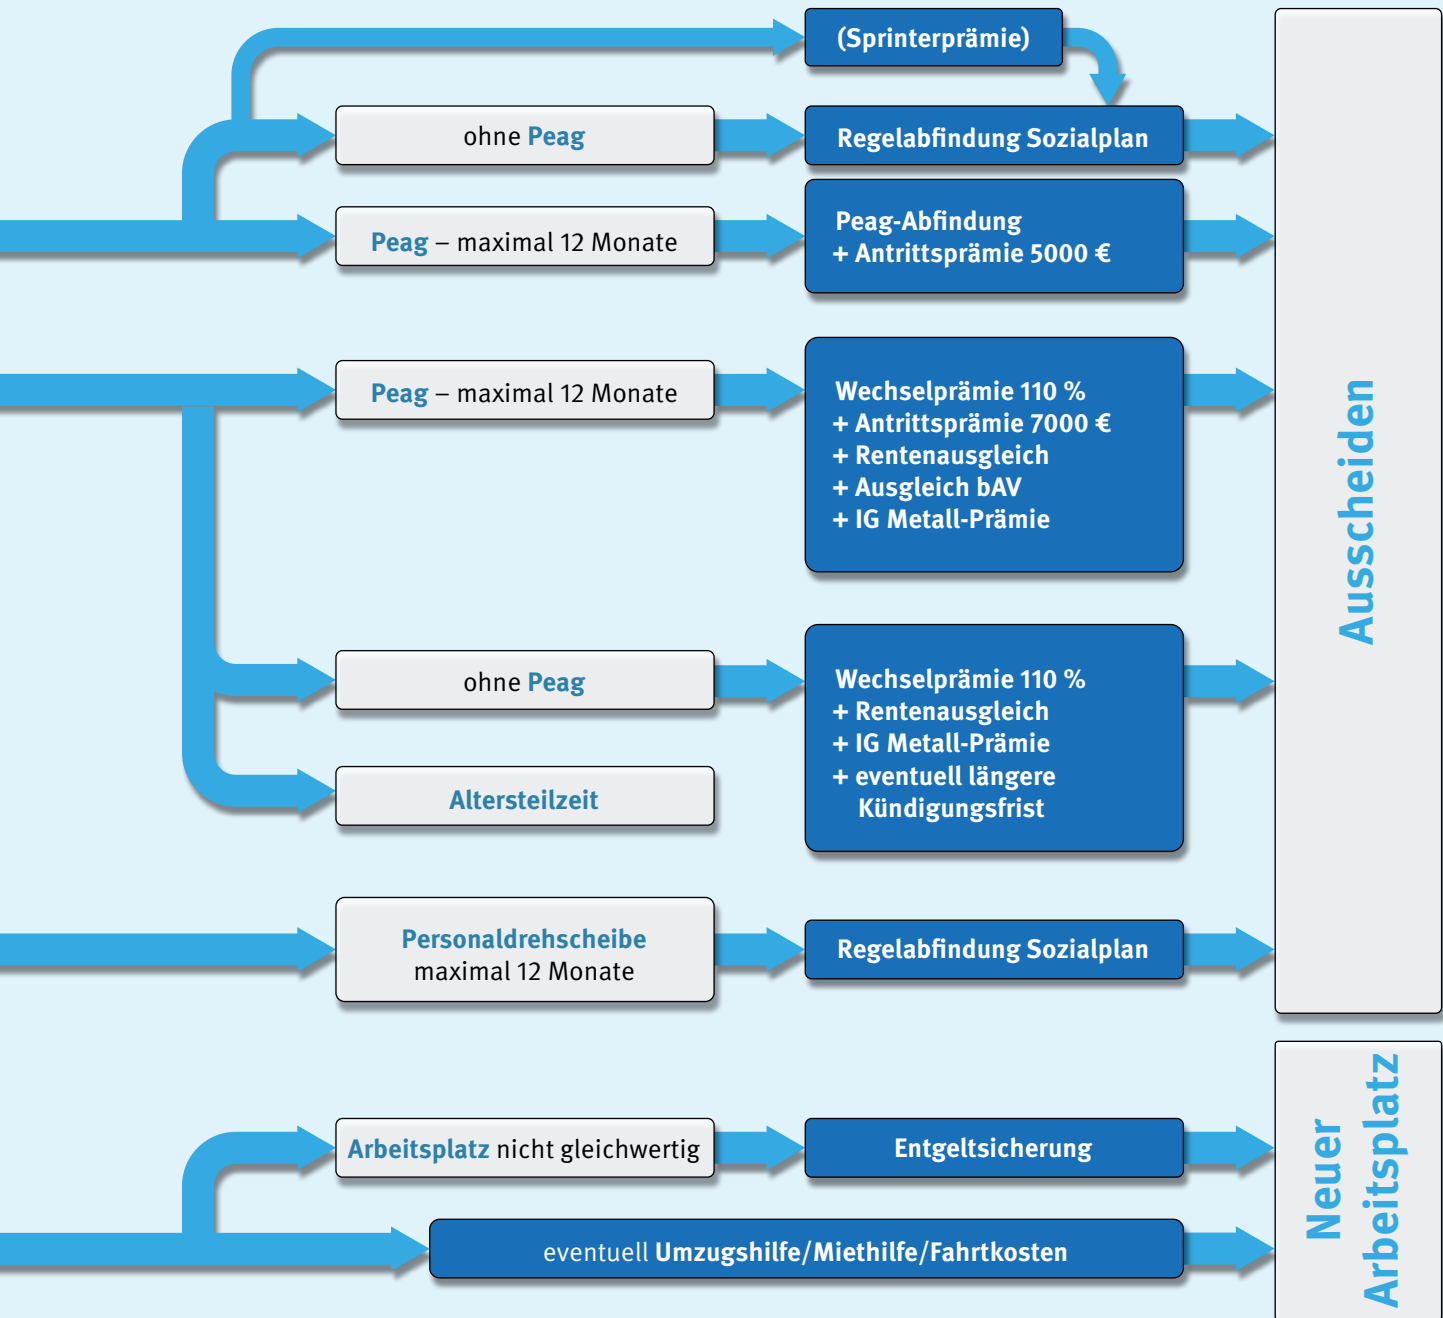 (Sprinterprämie)
ohne Peag
Regelabfindung Sozialplan
Peag – maximal 12 Monate
Peag-Abfindung
+ Antrittsprämie 5000 €
Peag – maximal 12 Monate
Wechselprämie 110 %
+ Antrittsprämie 7000 €
+ Rentenausgleich
+ Ausgleich bAV
+ IG Metall-Prämie
ohne Peag
Wechselprämie 110 %
+ Rentenausgleich
+ IG Metall-Prämie
+ eventuell längere
Kündigungsfrist
Altersteilzeit
Personaldrehscheibe
maximal 12 Monate
Regelabfindung Sozialplan
Ausscheiden
Arbeitsplatz nicht gleichwertig
Entgeltsicherung
eventuell Umzugshilfe/Miethilfe/Fahrtkosten
Neuer
Arbeitsplatz